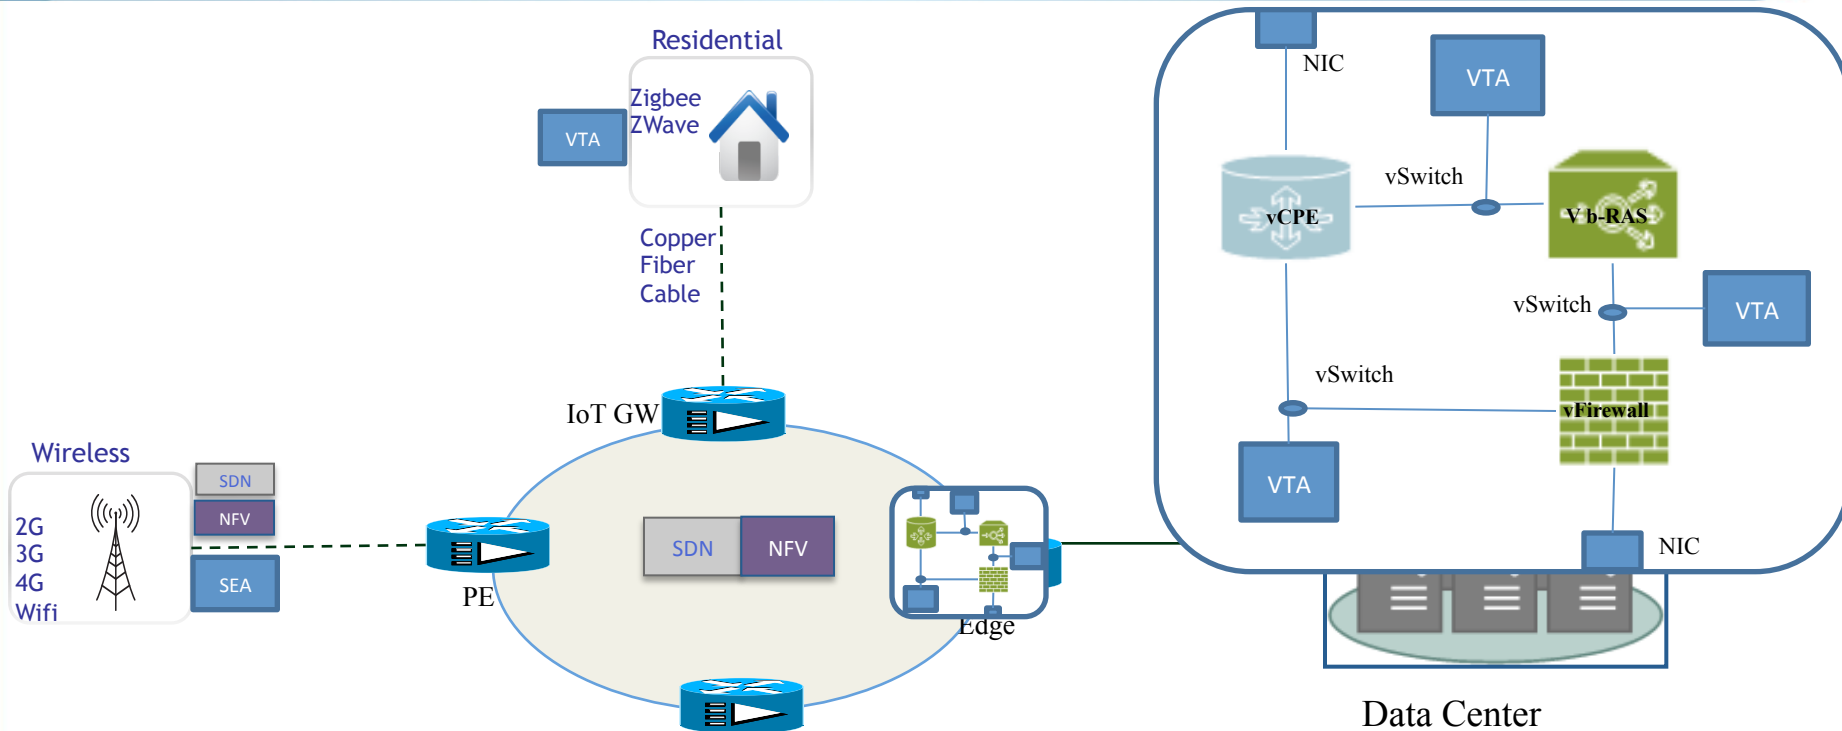 Residential
Zigbee
ZWave
VTA
Copper
Fiber
Cable
IoT GW
Wireless
2G
3G
4G
Wifi
SDN
NFV
SEA
PE
SDN
NFV
Edge
NIC
VTA
vSwitch
vCPE
V b-RAS
vSwitch
VTA
vSwitch
vFirewall
VTA
NIC
Data Center